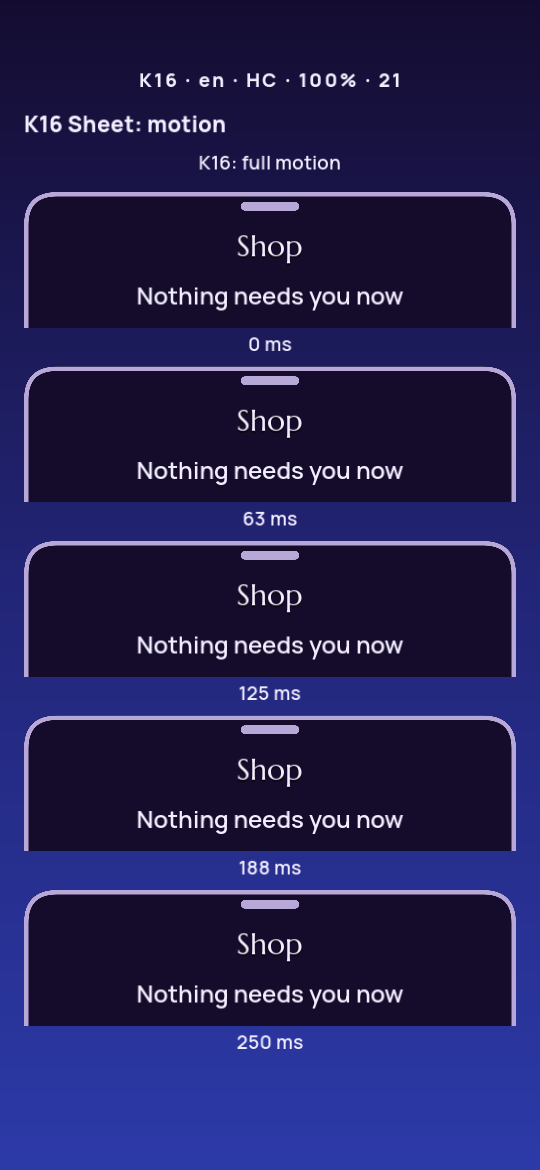 K16 · en · HC · 100% · 21
K16 Sheet: motion
K16: full motion
Shop
Nothing needs you now
0 ms
Shop
Nothing needs you now
63 ms
Shop
Nothing needs you now
125 ms
Shop
Nothing needs you now
188 ms
Shop
Nothing needs you now
250 ms